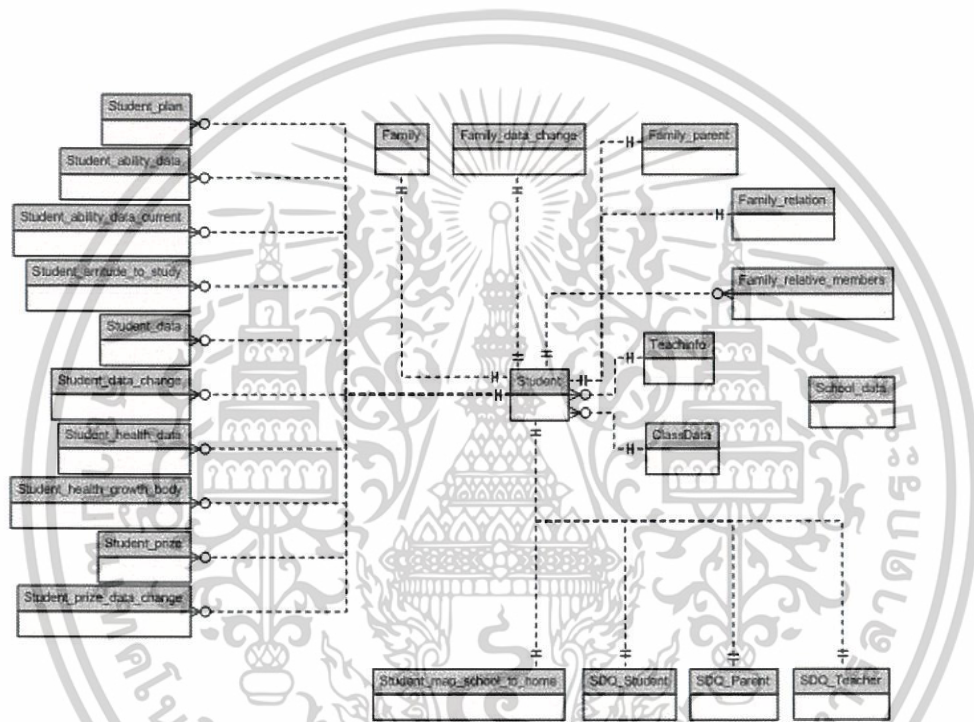 Student_plan
Student_ability_data
Student_ability_data_current
Student_arritude_to_study
Student_data
Student_data_change
Student_health_data
Student_health_growth_body
Student_prize
Student_prize_data_change
Family
Family_data_change
Family_parent
Family_relation
Family_relative_members
TeachInfo
Student
School_data
ClassData
Student_map_school_to_home
SDQ_Student
SDQ_Parent
SDQ_Teacher